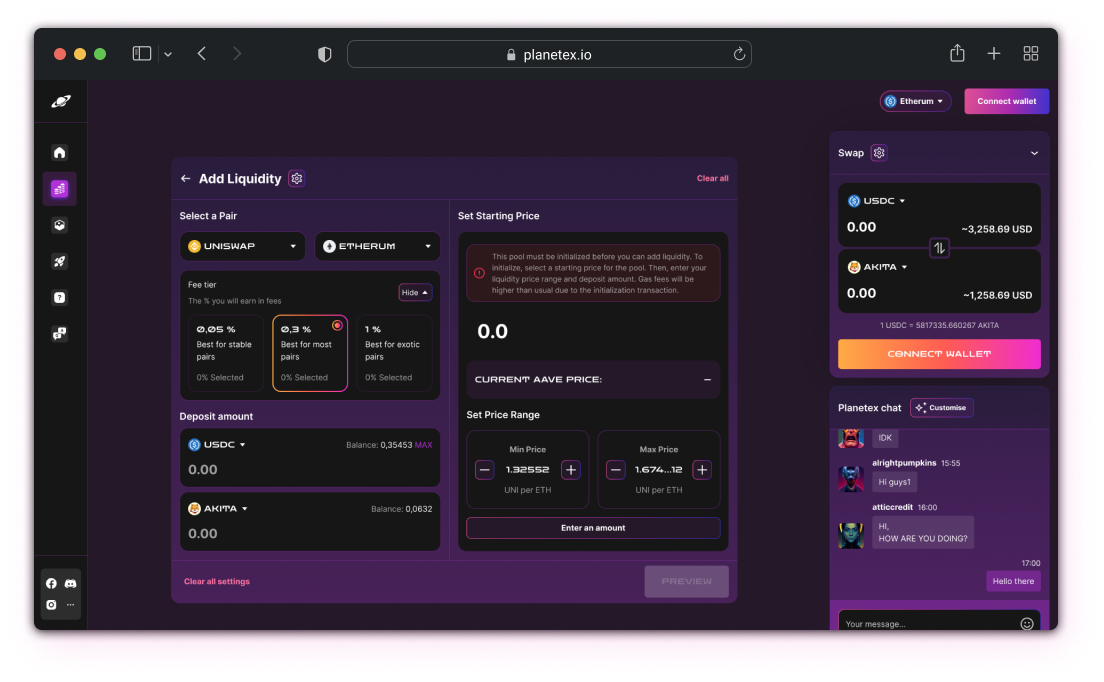 planetex.io
Etherum
Connect wallet
Add Liquidity
Clear all
Select a Pair
UNISWAP
ETHERUM
Fee tier
The % you will earn in fees
Hide
0,05 %
Best for stable
pairs
0% Selected
0,3 %
Best for most
pairs
0% Selected
1 %
Best for exotic
pairs
0% Selected
Deposit amount
USDC
Balance: 0,35453 MAX
0.00
AKITA
Balance: 0,0632
0.00
Set Starting Price
This pool must be initialized before you can add liquidity. To
initialize, select a starting price for the pool. Then, enter your
liquidity price range and deposit amount. Gas fees will be
higher than usual due to the initialization transaction.
0.0
CURRENT AAVE PRICE:
–
Set Price Range
Min Price
1.32552
UNI per ETH
Max Price
1.674...12
UNI per ETH
Enter an amount
Clear all settings
PREVIEW
Swap
USDC
0.00
~3,258.69 USD
AKITA
0.00
~1,258.69 USD
1 USDC = 5817335.660267 AKITA
CONNECT WALLET
Planetex chat
Customise
IDK
alrightpumpkins 15:55
Hi guys1
atticcredit 16:00
HI,
HOW ARE YOU DOING?
17:00
Hello there
Your message...